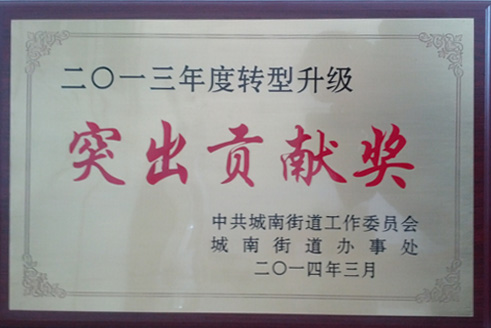 二〇一三年度转型升级
突出贡献奖
中共城南街道工作委员会
城南街道办事处
二〇一四年三月